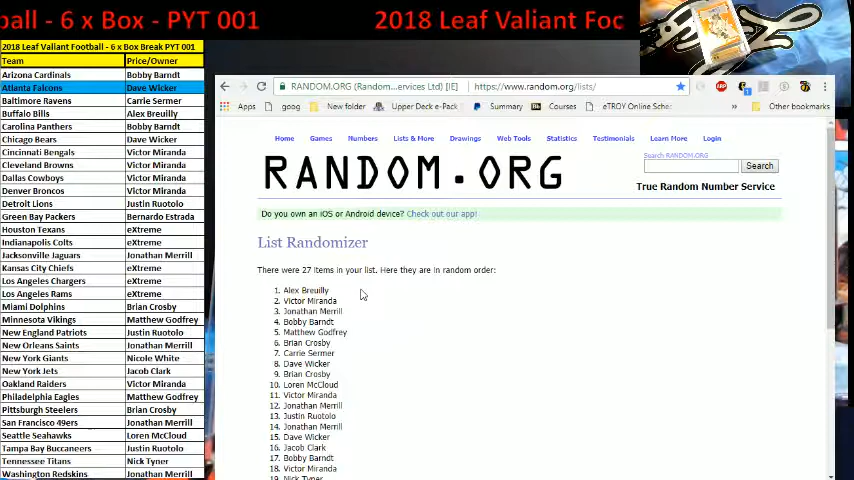 ball - 6 x Box - PYT 001
2018 Leaf Valiant Foc
2018 Leaf Valiant Football - 6 x Box Break PYT 001
Team Price/Owner
Arizona Cardinals Bobby Barndt
Atlanta Falcons Dave Wicker
Baltimore Ravens Carrie Sermer
Buffalo Bills Alex Breuilly
Carolina Panthers Bobby Barndt
Chicago Bears Dave Wicker
Cincinnati Bengals Victor Miranda
Cleveland Browns Victor Miranda
Dallas Cowboys Victor Miranda
Denver Broncos Victor Miranda
Detroit Lions Justin Ruotolo
Green Bay Packers Bernardo Estrada
Houston Texans eXtreme
Indianapolis Colts eXtreme
Jacksonville Jaguars Jonathan Merrill
Kansas City Chiefs eXtreme
Los Angeles Chargers eXtreme
Los Angeles Rams eXtreme
Miami Dolphins Brian Crosby
Minnesota Vikings Matthew Godfrey
New England Patriots Justin Ruotolo
New Orleans Saints Jonathan Merrill
New York Giants Nicole White
New York Jets Jacob Clark
Oakland Raiders Victor Miranda
Philadelphia Eagles Matthew Godfrey
Pittsburgh Steelers Brian Crosby
San Francisco 49ers Jonathan Merrill
Seattle Seahawks Loren McCloud
Tampa Bay Buccaneers Justin Ruotolo
Tennessee Titans Nick Tyner
Washington Redskins Jonathan Merrill
RANDOM.ORG (Random...ervices Ltd) [IE] https://www.random.org/lists/
Apps goog New folder Upper Deck e-Pack Summary Courses eTROY Online Sche Other bookmarks
Home Games Numbers Lists & More Drawings Web Tools Statistics Testimonials Learn More Login
RANDOM.ORG
Search RANDOM.ORG
Search
True Random Number Service
Do you own an iOS or Android device? Check out our app!
List Randomizer
There were 27 items in your list. Here they are in random order:
1. Alex Breuilly
2. Victor Miranda
3. Jonathan Merrill
4. Bobby Barndt
5. Matthew Godfrey
6. Brian Crosby
7. Carrie Sermer
8. Dave Wicker
9. Brian Crosby
10. Loren McCloud
11. Victor Miranda
12. Jonathan Merrill
13. Justin Ruotolo
14. Jonathan Merrill
15. Dave Wicker
16. Jacob Clark
17. Bobby Barndt
18. Victor Miranda
19. Nick Tyner